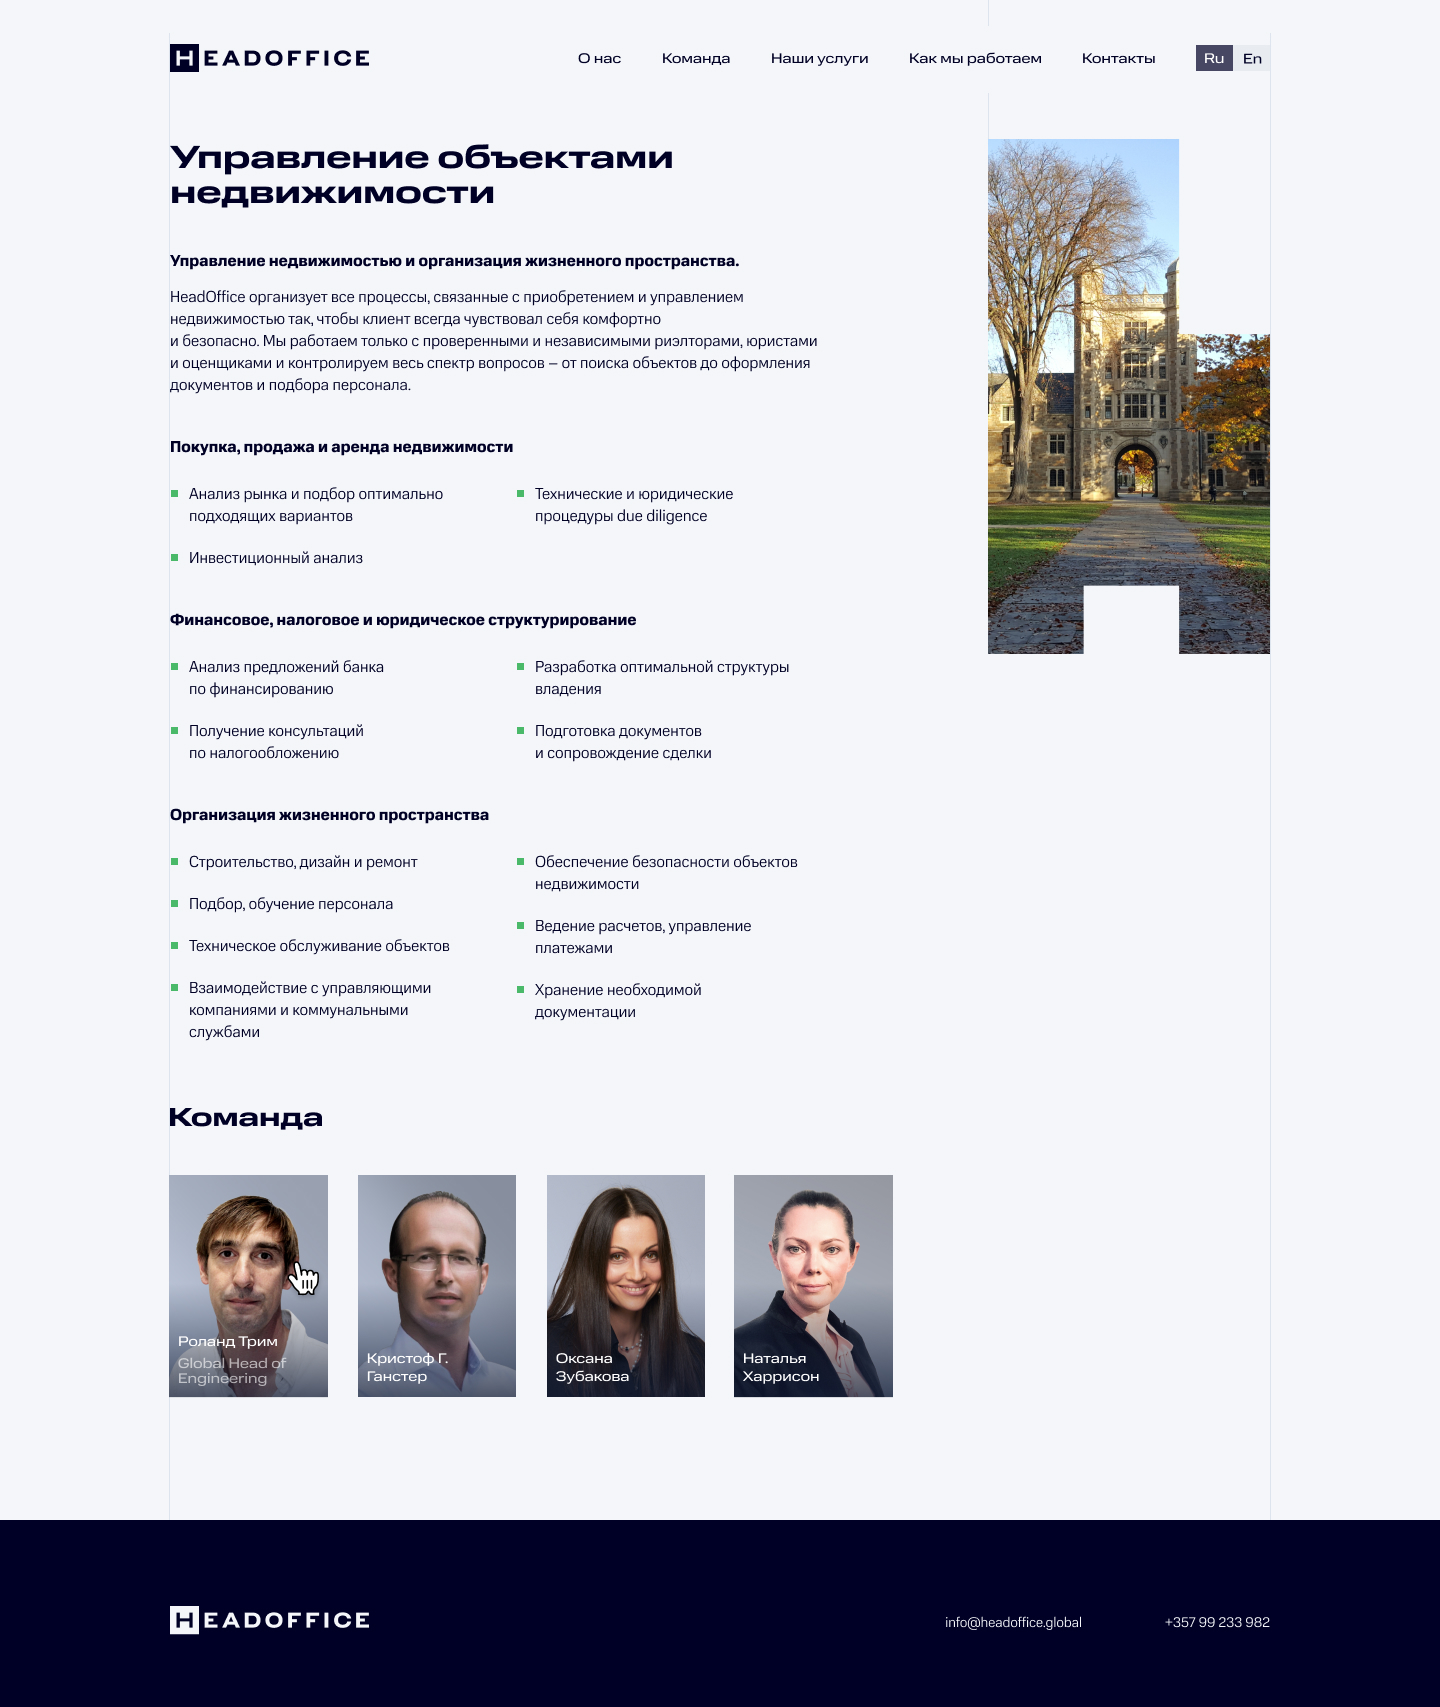 HEADOFFICE
О нас
Команда
Наши услуги
Как мы работаем
Контакты
Ru
En
Управление объектами
недвижимости
Управление недвижимостью и организация жизненного пространства.
HeadOffice организует все процессы, связанные с приобретением и управлением
недвижимостью так, чтобы клиент всегда чувствовал себя комфортно
и безопасно. Мы работаем только с проверенными и независимыми риэлторами, юристами
и оценщиками и контролируем весь спектр вопросов – от поиска объектов до оформления
документов и подбора персонала.
Покупка, продажа и аренда недвижимости
Анализ рынка и подбор оптимально
подходящих вариантов
Инвестиционный анализ
Технические и юридические
процедуры due diligence
Финансовое, налоговое и юридическое структурирование
Анализ предложений банка
по финансированию
Получение консультаций
по налогообложению
Разработка оптимальной структуры
владения
Подготовка документов
и сопровождение сделки
Организация жизненного пространства
Строительство, дизайн и ремонт
Подбор, обучение персонала
Техническое обслуживание объектов
Взаимодействие с управляющими
компаниями и коммунальными
службами
Обеспечение безопасности объектов
недвижимости
Ведение расчетов, управление
платежами
Хранение необходимой
документации
Команда
Роланд Трим
Global Head of
Engineering
Кристоф Г.
Ганстер
Оксана
Зубакова
Наталья
Харрисон
HEADOFFICE
info@headoffice.global
+357 99 233 982